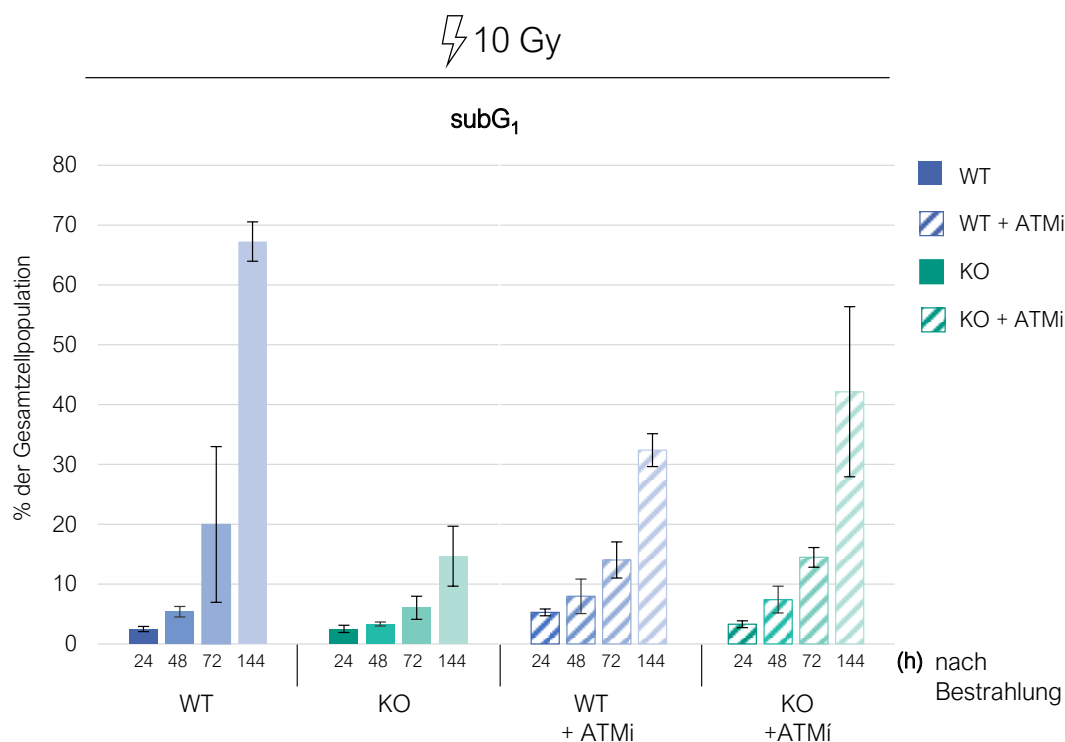 10 Gy
subG₁
% der Gesamtzellpopulation
80
70
60
50
40
30
20
10
0
24 48 72 144 24 48 72 144 24 48 72 144 24 48 72 144 (h) nach
Bestrahlung
WT KO WT KO
+ ATMi +ATMí
WT
WT + ATMi
KO
KO + ATMi